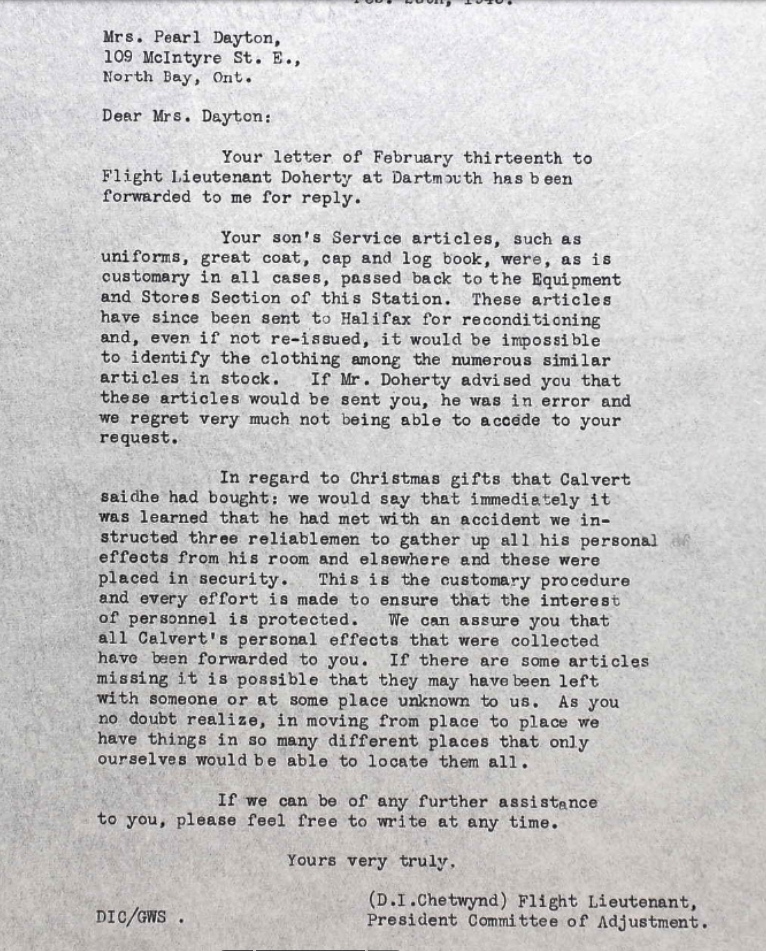 Mrs. Pearl Dayton,
109 McIntyre St. E.,
North Bay, Ont.
Dear Mrs. Dayton:
Your letter of February thirteenth to
Flight Lieutenant Doherty at Dartmouth has been
forwarded to me for reply.
Your son's Service articles, such as
uniforms, great coat, cap and log book, were, as is
customary in all cases, passed back to the Equipment
and Stores Section of this Station. These articles
have since been sent to Halifax for reconditioning
and, even if not re-issued, it would be impossible
to identify the clothing among the numerous similar
articles in stock. If Mr. Doherty advised you that
these articles would be sent you, he was in error and
we regret very much not being able to accede to your
request.
In regard to Christmas gifts that Calvert
saidhe had bought: we would say that immediately it
was learned that he had met with an accident we in-
structed three reliablemen to gather up all his personal
effects from his room and elsewhere and these were
placed in security. This is the customary procedure
and every effort is made to ensure that the interest
of personnel is protected. We can assure you that
all Calvert's personal effects that were collected
have been forwarded to you. If there are some articles
missing it is possible that they may have been left
with someone or at some place unknown to us. As you
no doubt realize, in moving from place to place we
have things in so many different places that only
ourselves would be able to locate them all.
If we can be of any further assistance
to you, please feel free to write at any time.
Yours very truly,
(D.I.Chetwynd) Flight Lieutenant,
DIC/GWS . President Committee of Adjustment.